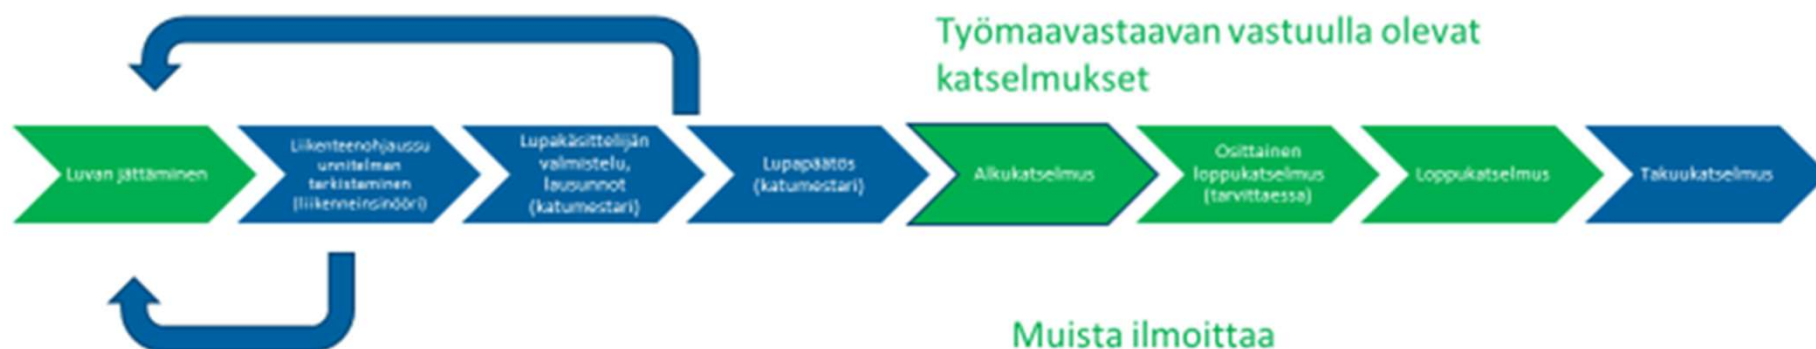 Työmaavastaavan vastuulla olevat
katselmukset
Luvan jättäminen
Liikenteenohjaussu
unnitelman
tarkistaminen
(liikenneinsinööri)
Lupakäsittelijän
valmistelu,
lausunnot
(katumestari)
Lupapäätös
(katumestari)
Alkukatselmus
Osittainen
loppukatselmus
(tarvittaessa)
Loppukatselmus
Takuukatselmus
Muista ilmoittaa